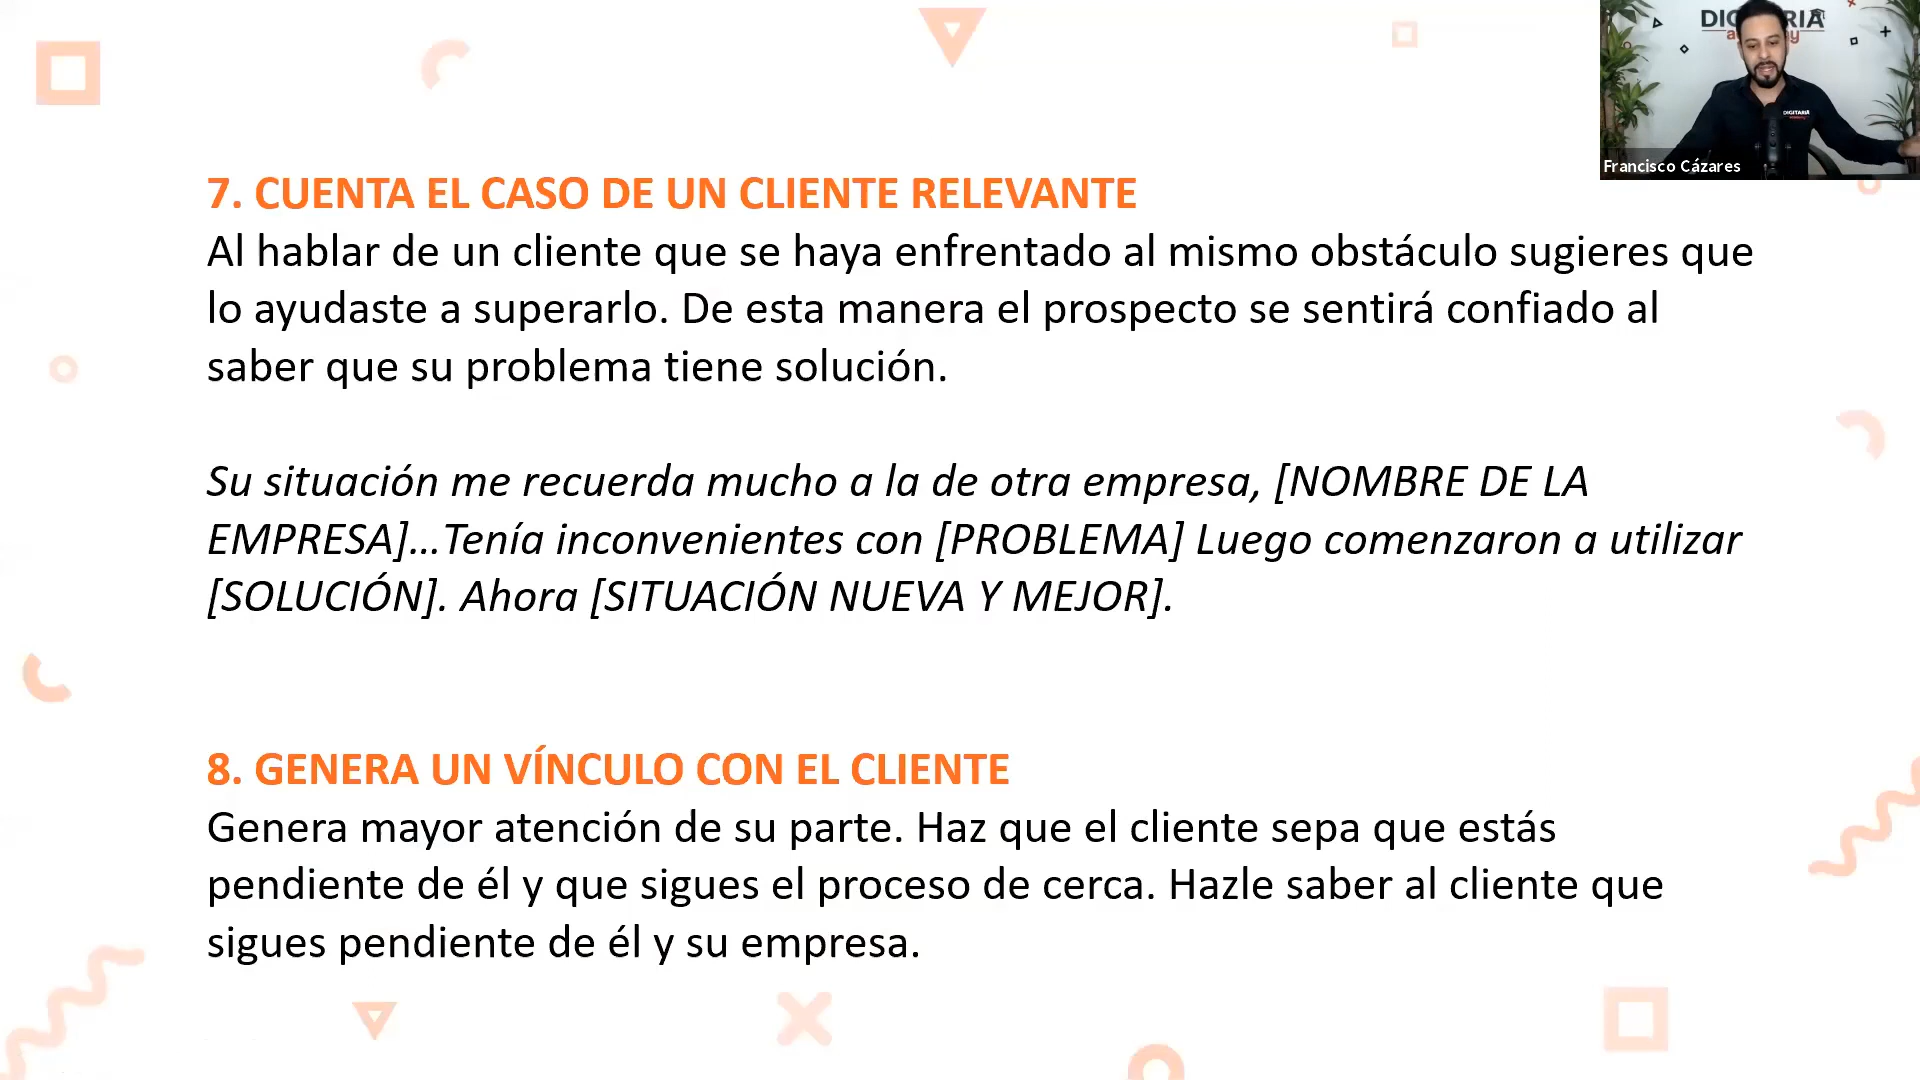 7. CUENTA EL CASO DE UN CLIENTE RELEVANTE
Al hablar de un cliente que se haya enfrentado al mismo obstáculo sugieres que
lo ayudaste a superarlo. De esta manera el prospecto se sentirá confiado al
saber que su problema tiene solución.
Su situación me recuerda mucho a la de otra empresa, [NOMBRE DE LA
EMPRESA]...Tenía inconvenientes con [PROBLEMA] Luego comenzaron a utilizar
[SOLUCIÓN]. Ahora [SITUACIÓN NUEVA Y MEJOR].
8. GENERA UN VÍNCULO CON EL CLIENTE
Genera mayor atención de su parte. Haz que el cliente sepa que estás
pendiente de él y que sigues el proceso de cerca. Hazle saber al cliente que
sigues pendiente de él y su empresa.
DIGITARIA
Francisco Cázares